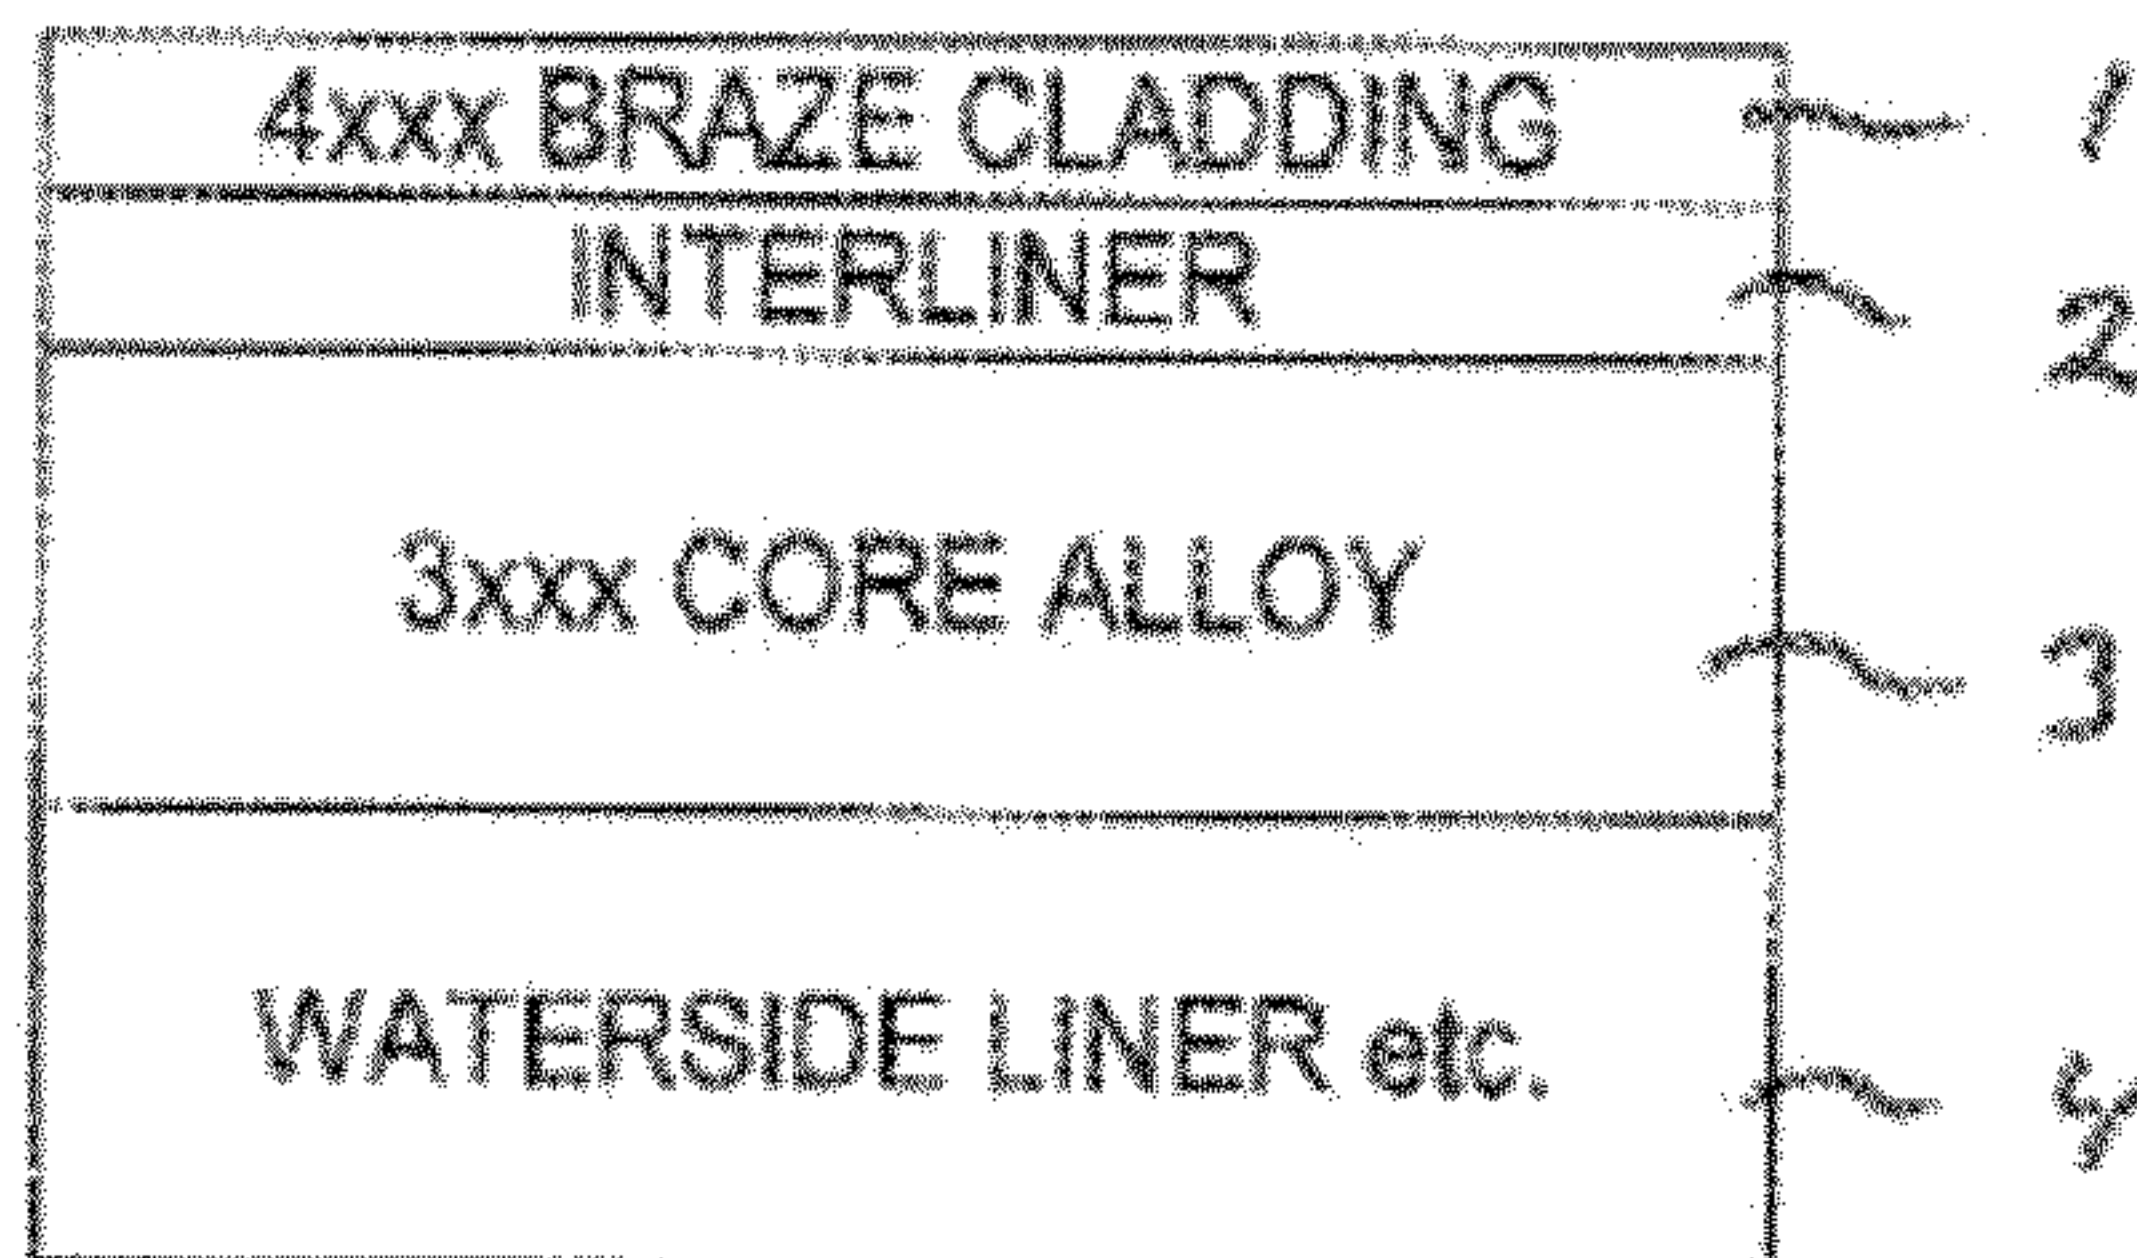 4xxx BRAZE CLADDING 1
INTERLINER 2
3xxx CORE ALLOY 3
WATERSIDE LINER etc. 4